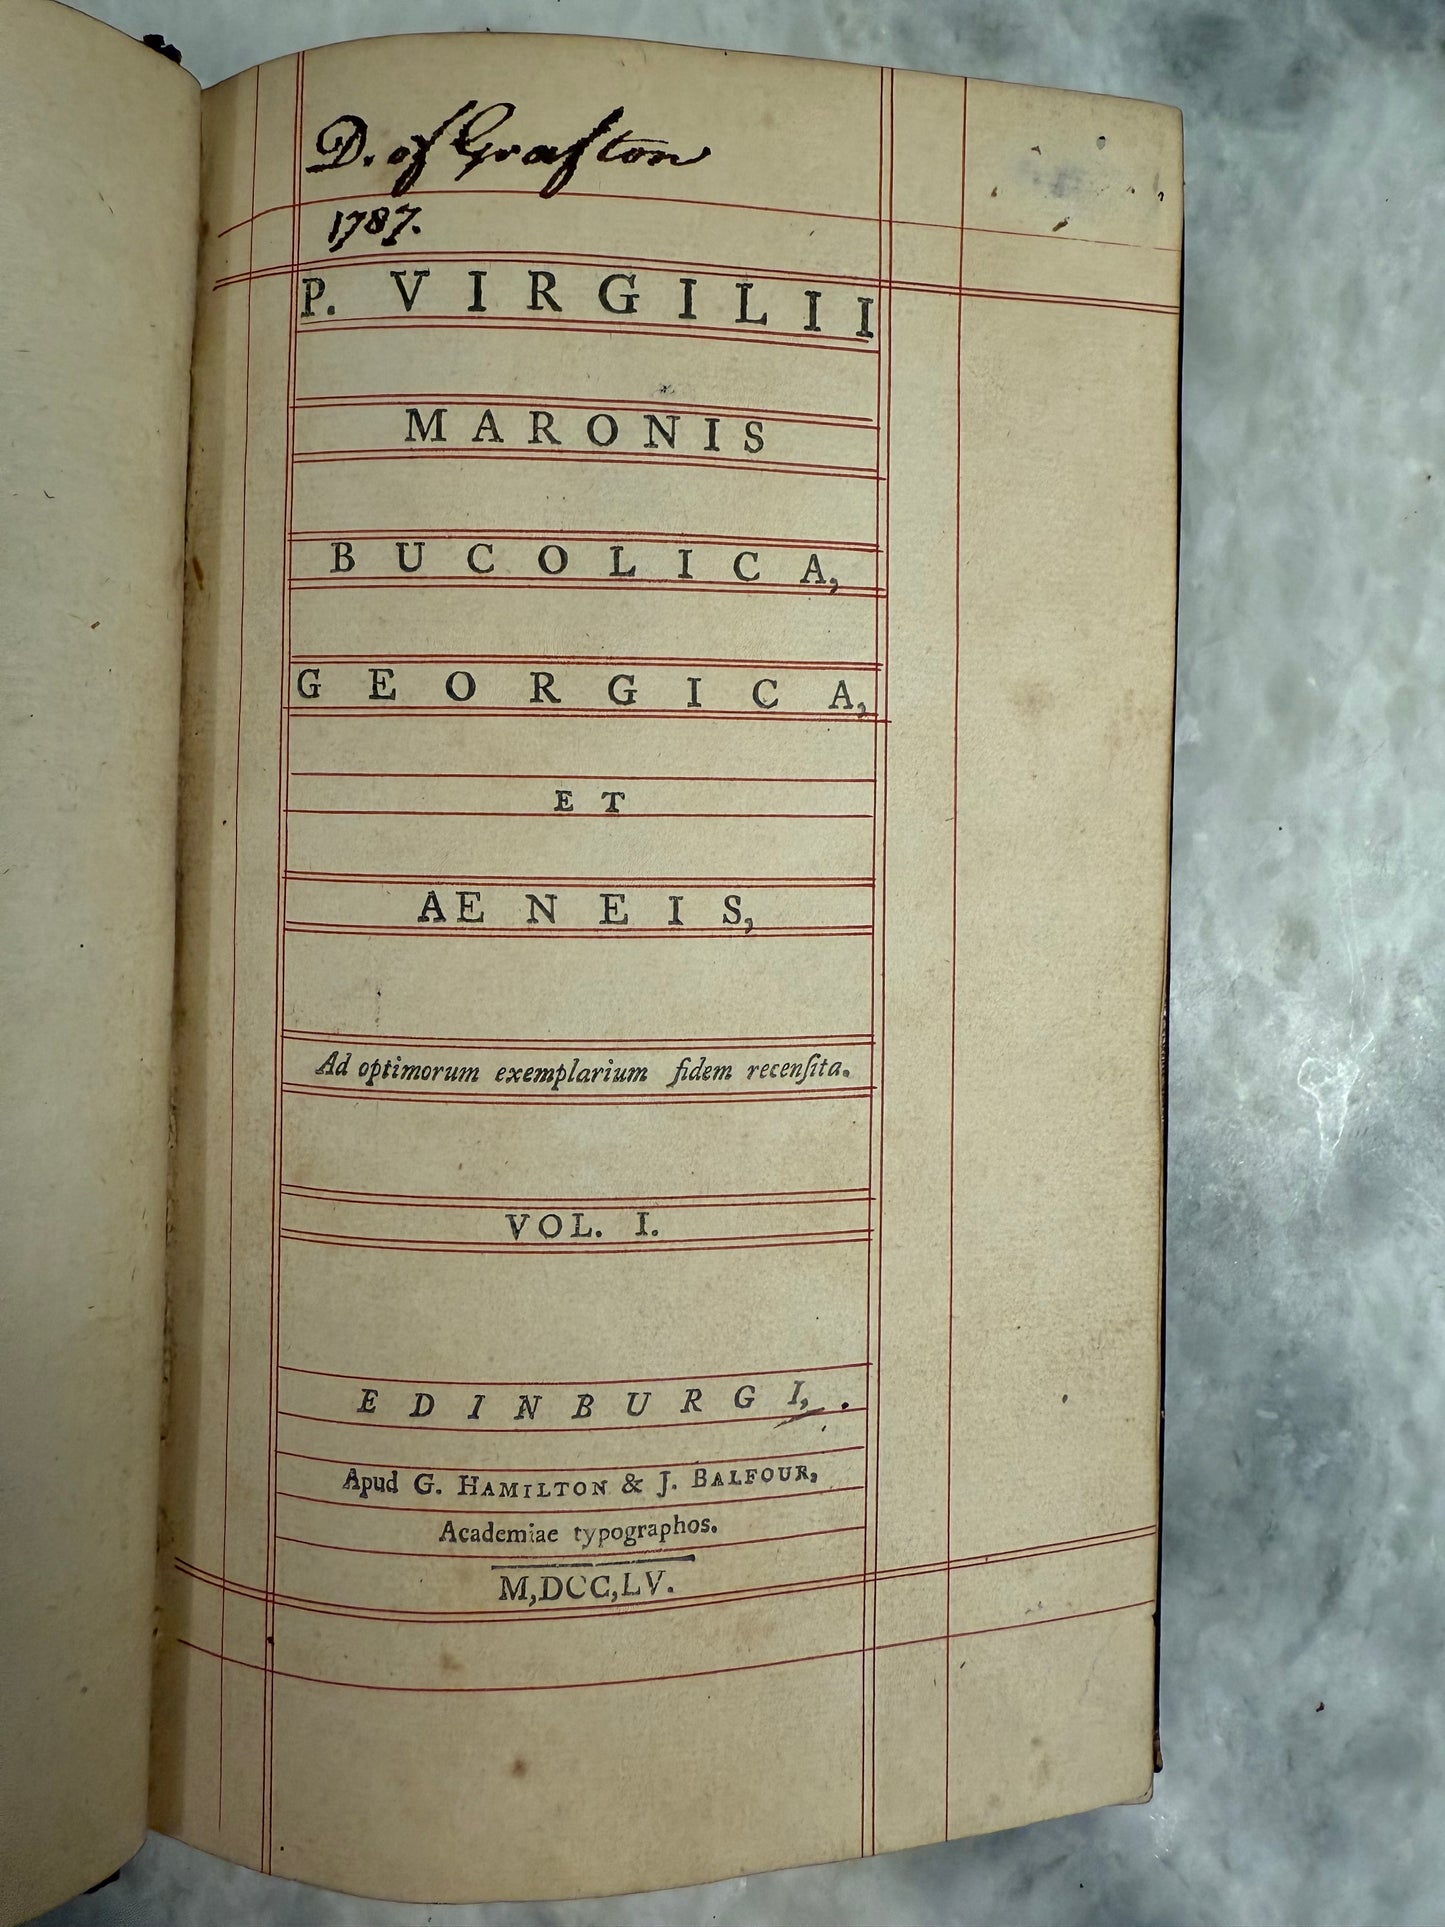 D. of Grafton
1787.
P. VIRGILII
MARONIS
BUCOLICA,
GEORGICA,
ET
AENEIS,
Ad optimorum exemplarium fidem recenſita.
VOL. I.
EDINBURGI,
Apud G. HAMILTON & J. BALFOUR,
Academiae typographos.
M,DCC,LV.